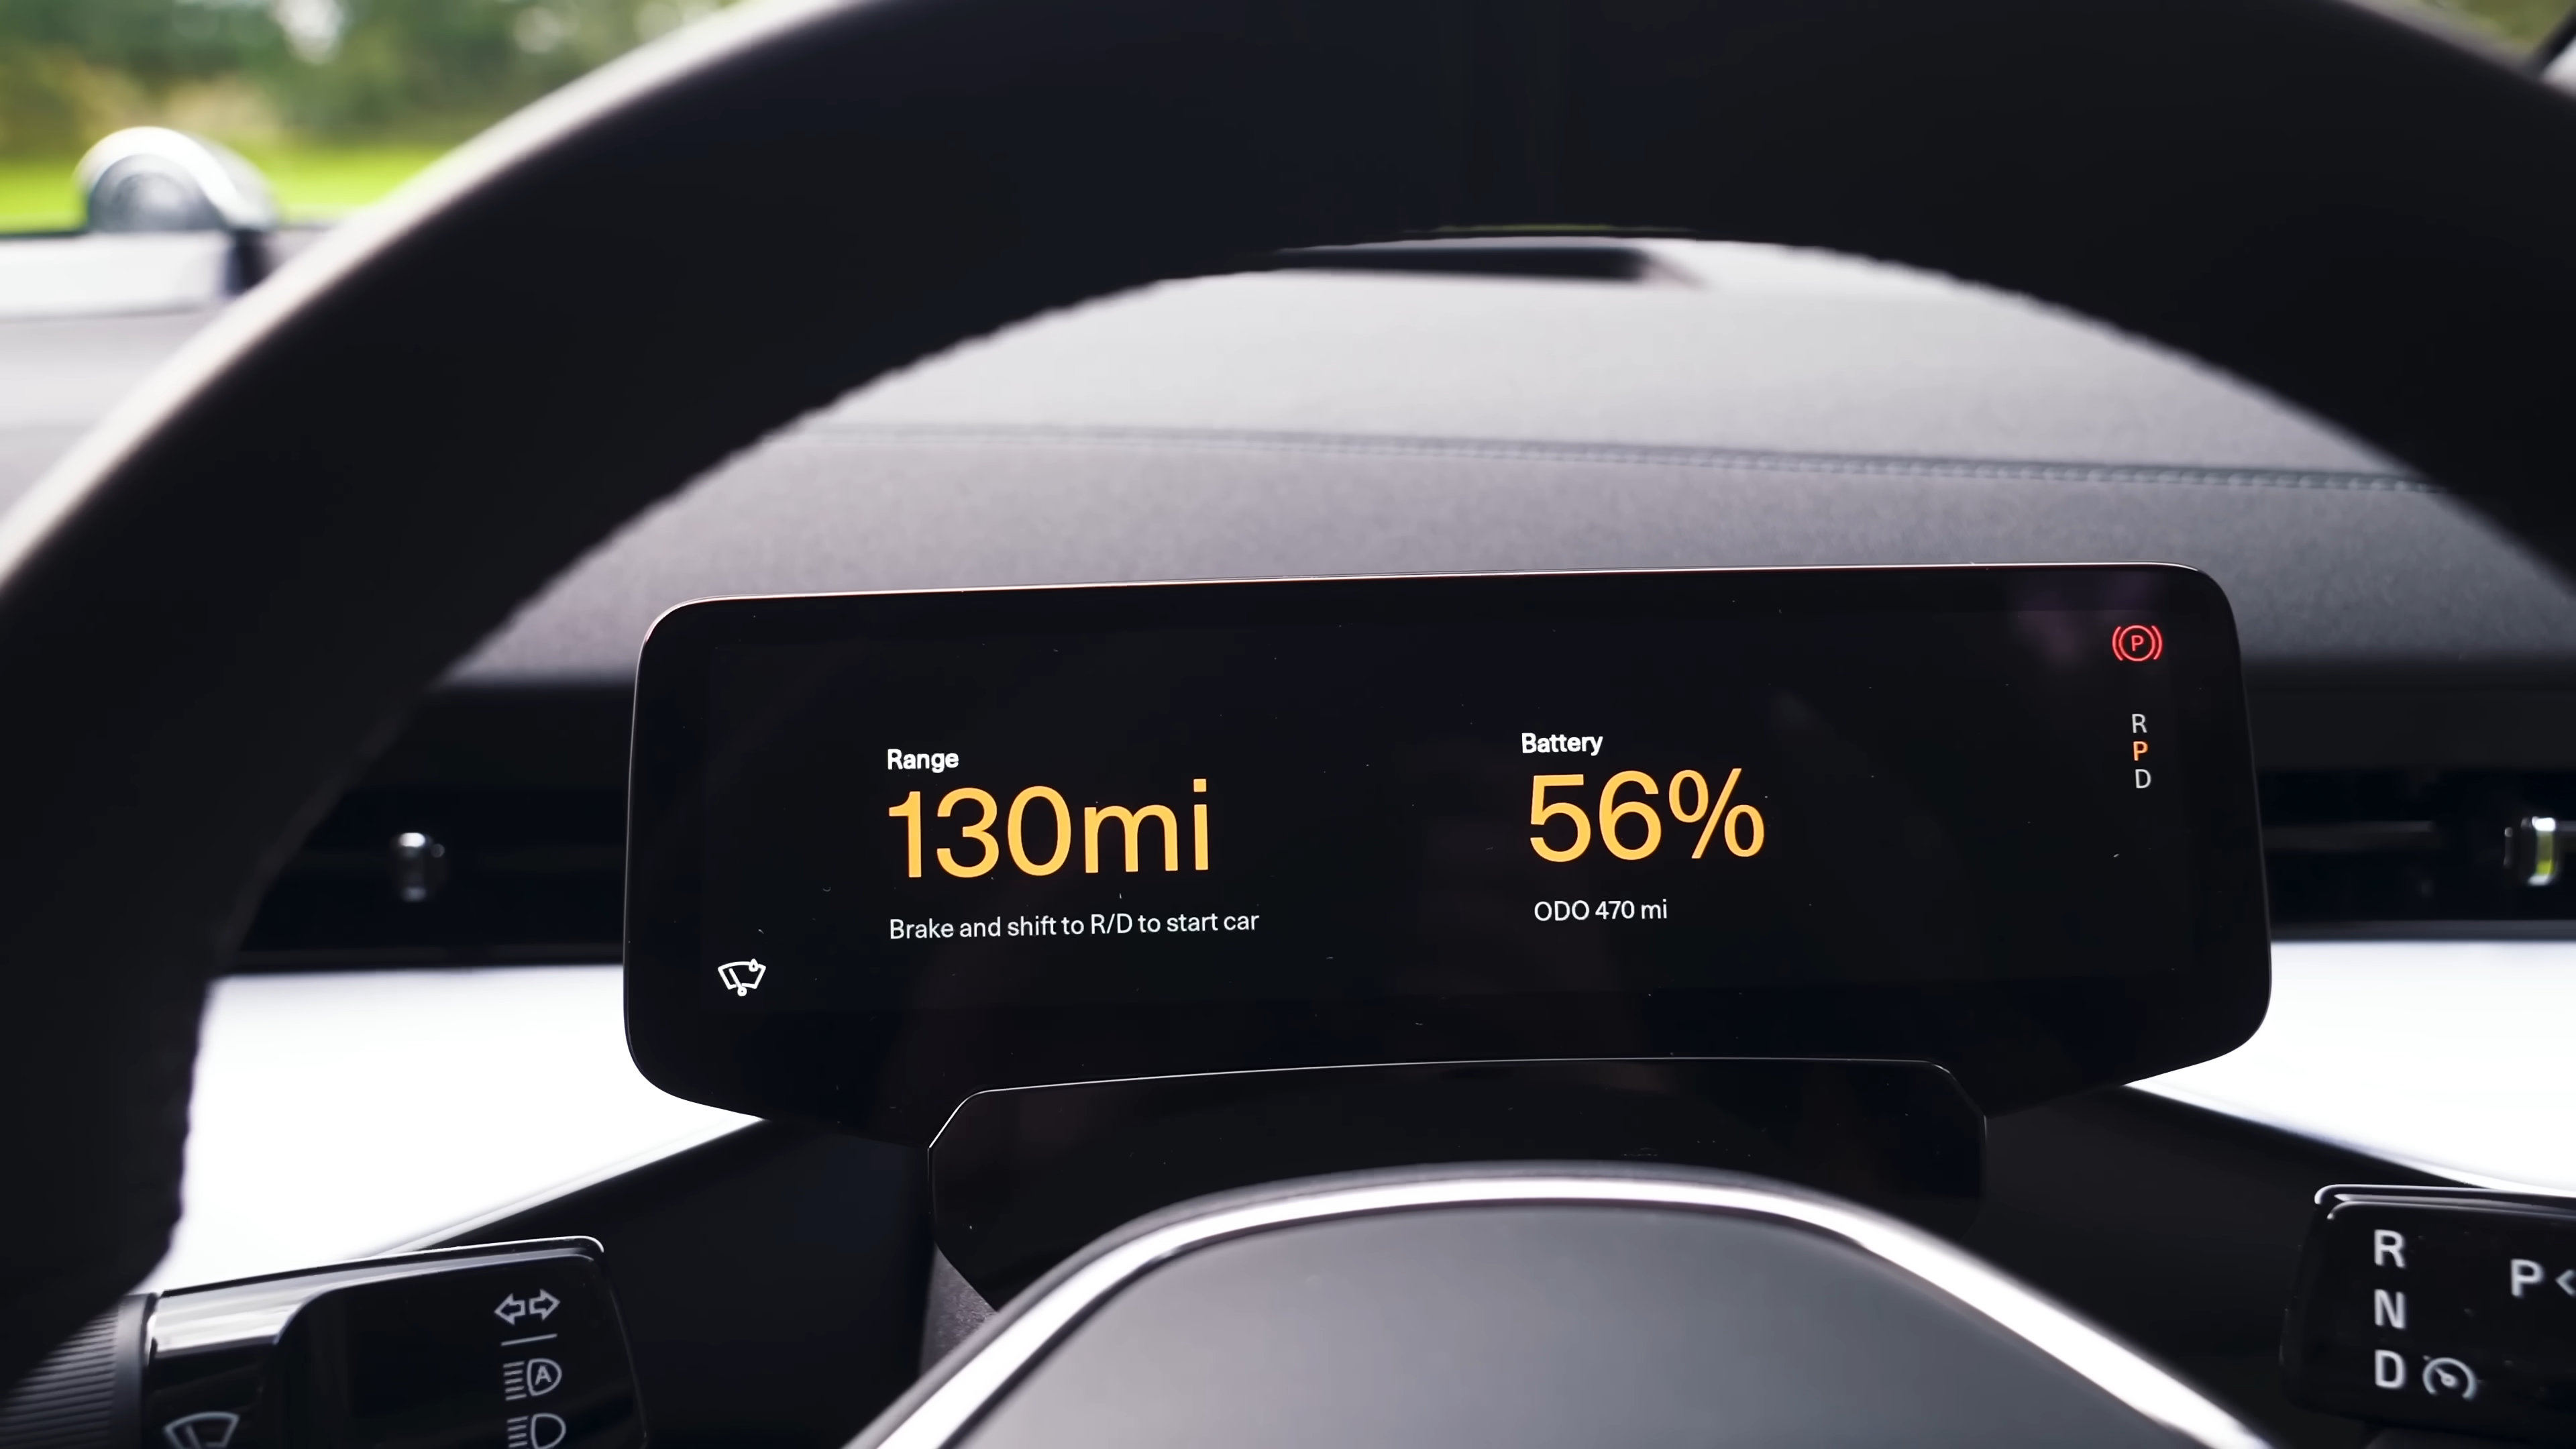 P
R
P
D
Range
130mi
Brake and shift to R/D to start car
Battery
56%
ODO 470 mi
A
R
N
D
P